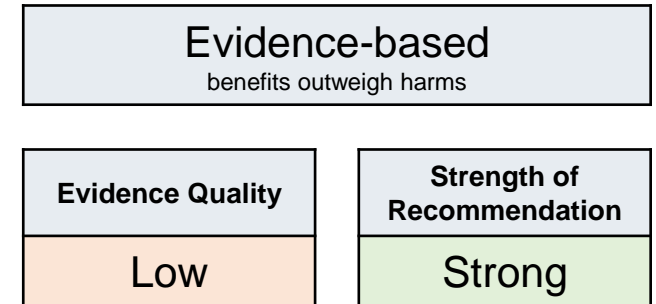 Evidence-based
benefits outweigh harms
Evidence Quality
Strength of
Recommendation
Low
Strong